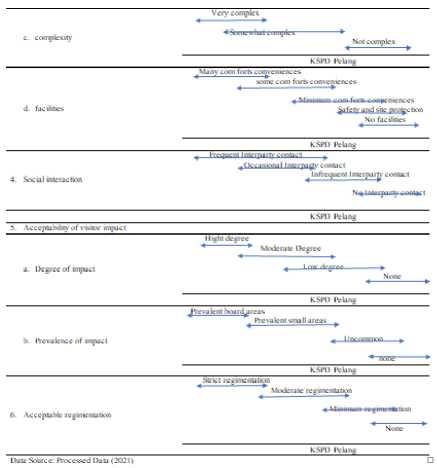 Very complex
Somewhat complex
c. complexity
Not complex
KSPD Pelang
Many com forts conveniences
some com forts conveniences
Minimum com forts conveniences
d. facilities
Safety and site protection
No facilities
KSPD Pelang
Frequent Interparty contact
Occasional Interparty contact
Infrequent Interparty contact
4. Social interaction
No Interparty contact
KSPD Pelang
5. Acceptability of visitor impact
Hight degree
Moderate Degree
a. Degree of impact
Low degree
None
KSPD Pelang
Prevalent board areas
Prevalent small areas
b. Prevalence of impact
Uncommon
none
KSPD Pelang
Strict regimentation
Moderate regimentation
6. Acceptable regimentation
Minimum regimentation
None
KSPD Pelang
Data Source: Processed Data (2021)